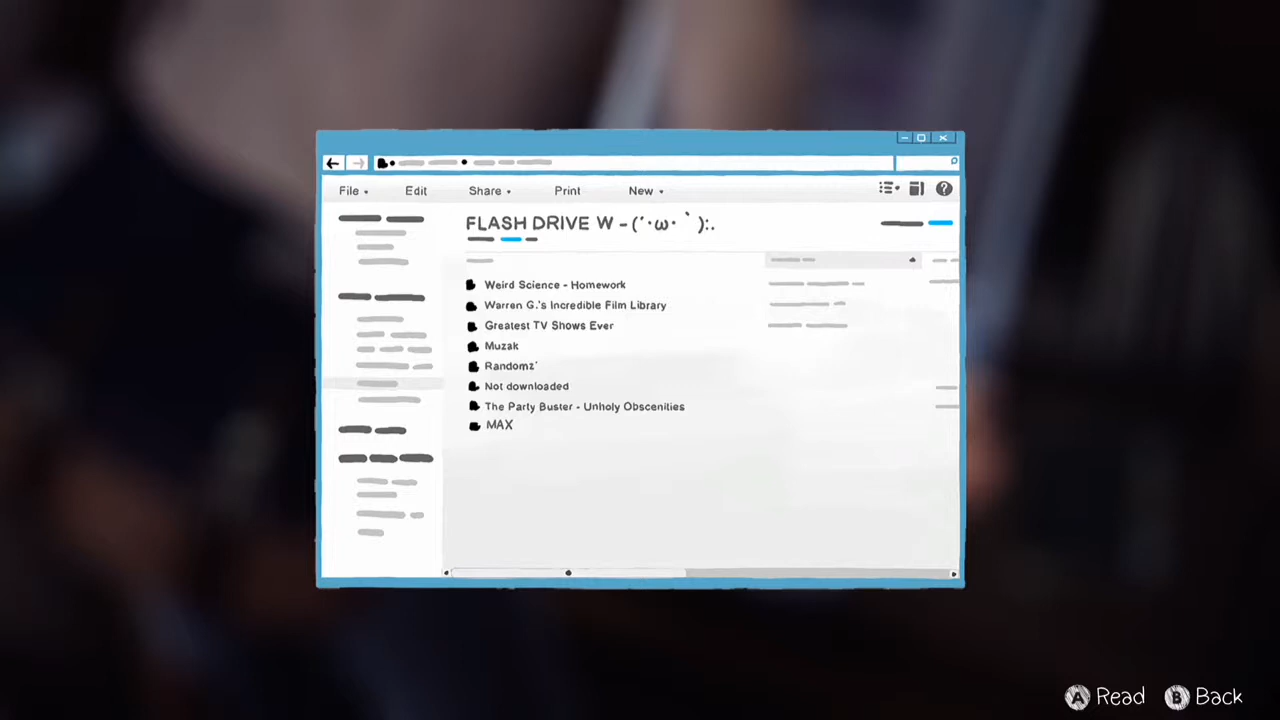 File Edit Share Print New
FLASH DRIVE W -(´･ω･`):.
Weird Science - Homework
Warren G.'s Incredible Film Library
Greatest TV Shows Ever
Muzak
Randomz'
Not downloaded
The Party Buster - Unholy Obscenities
MAX
A Read B Back